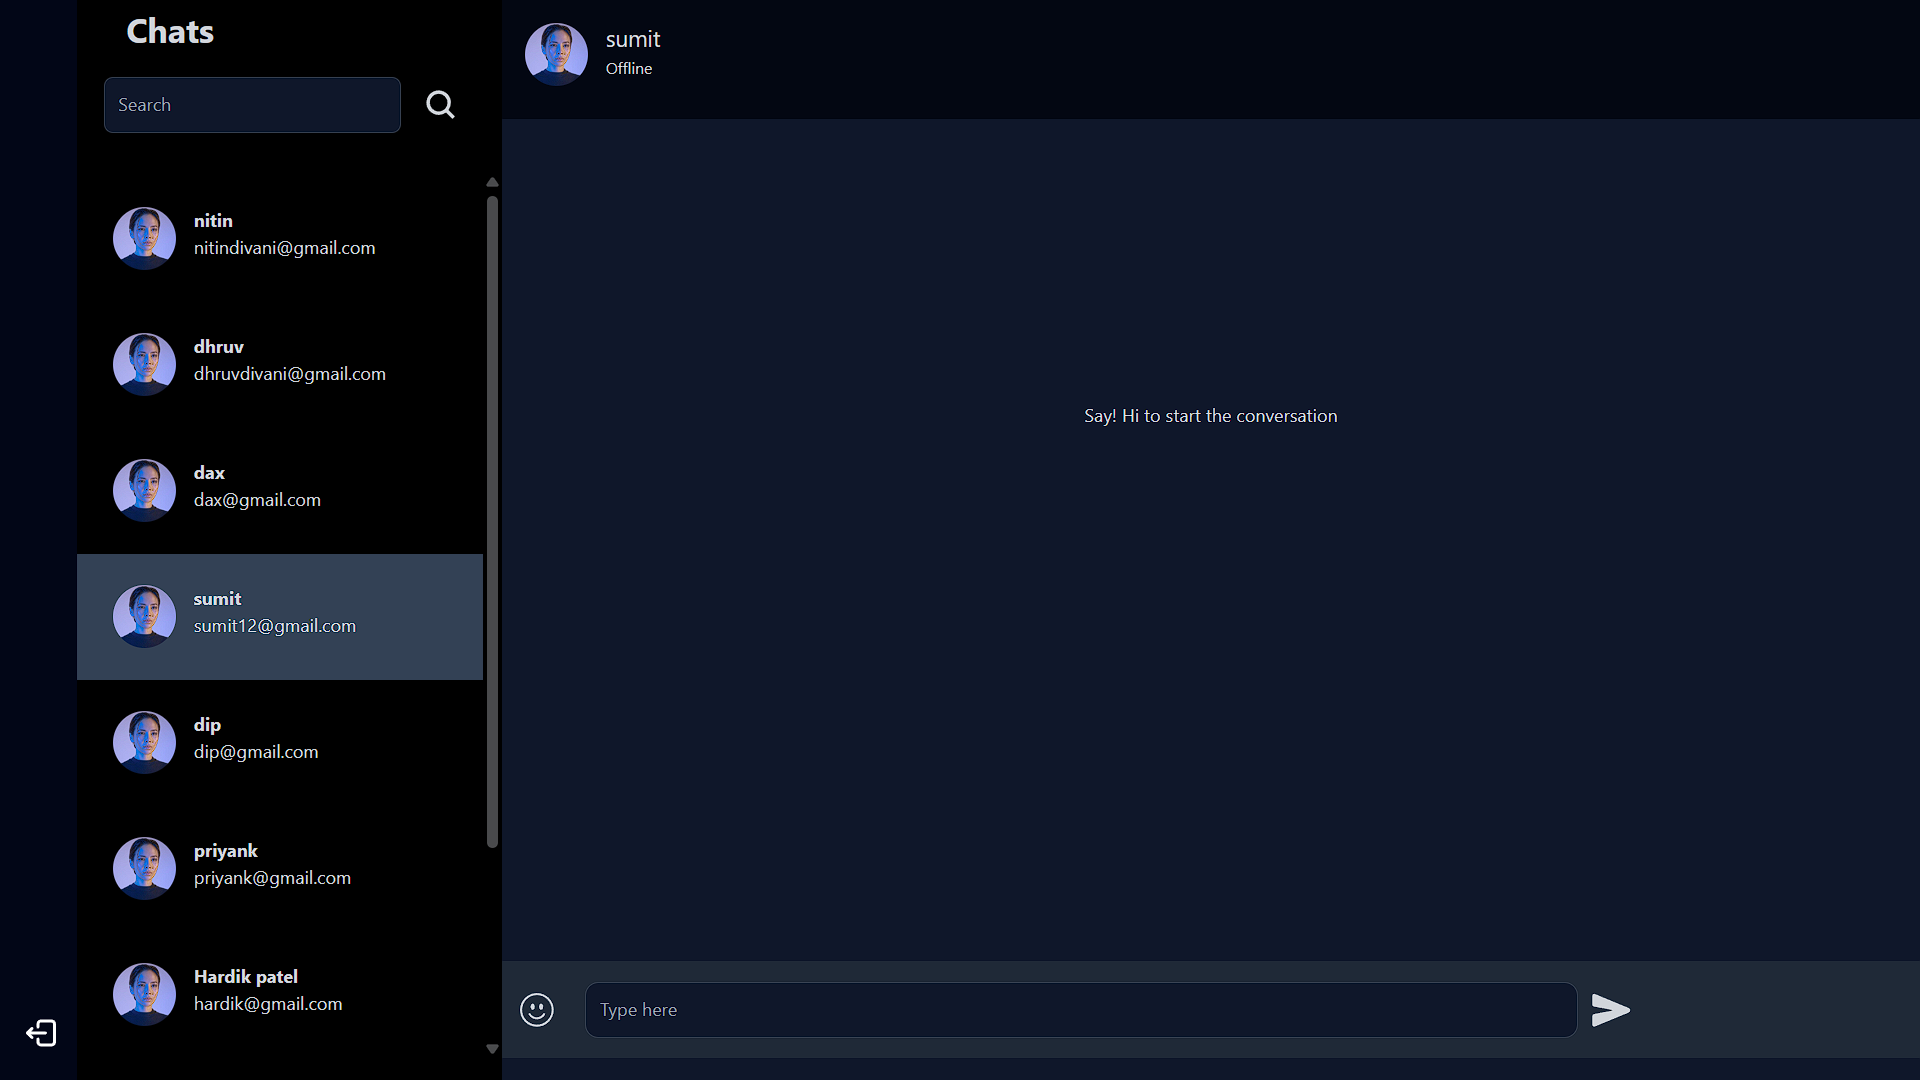 Chats
Search
nitin
nitindivani@gmail.com
dhruv
dhruvdivani@gmail.com
dax
dax@gmail.com
sumit
sumit12@gmail.com
dip
dip@gmail.com
priyank
priyank@gmail.com
Hardik patel
hardik@gmail.com
sumit
Offline
Say! Hi to start the conversation
Type here